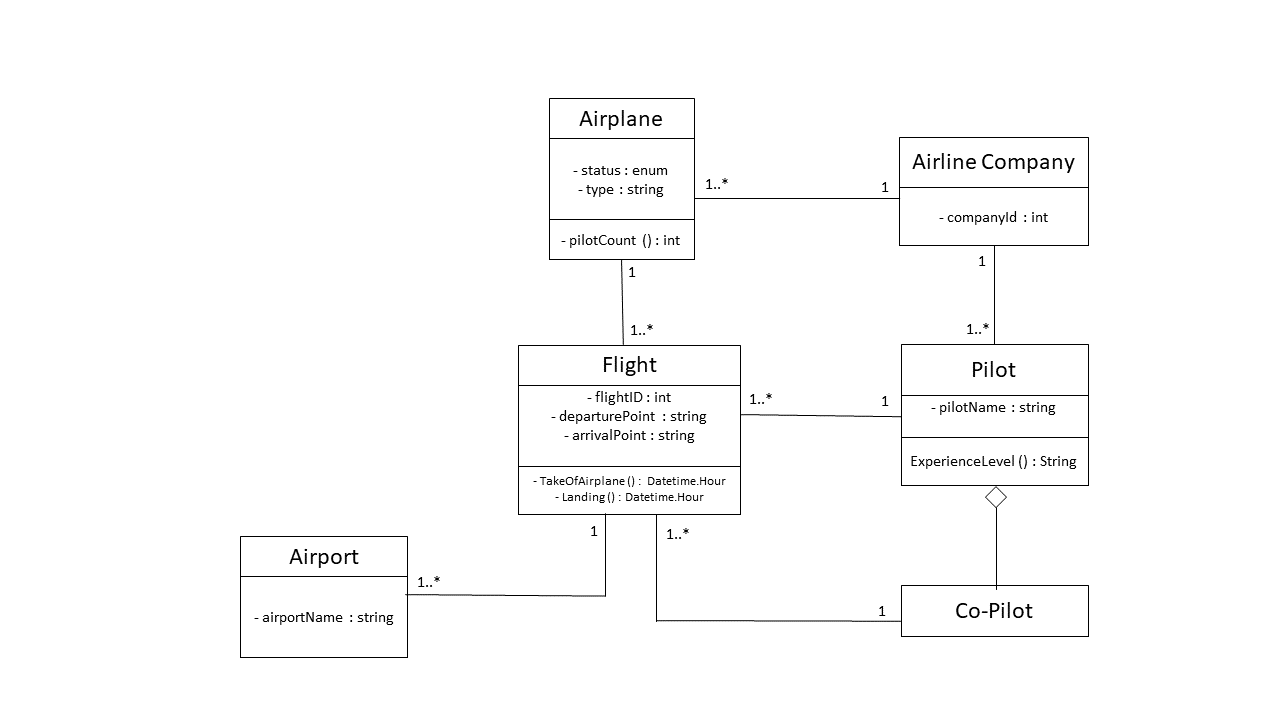 Airplane
- status : enum
- type : string
- pilotCount () : int
1..*
1
Airline Company
- companyId : int
1
1..*
1
1..*
Flight
- flightID : int
- departurePoint : string
- arrivalPoint : string
- TakeOfAirplane() : Datetime.Hour
- Landing() : Datetime.Hour
1..*
1
Pilot
- pilotName : string
ExperienceLevel () : String
1
1..*
Airport
- airportName : string
1..*
1
Co-Pilot